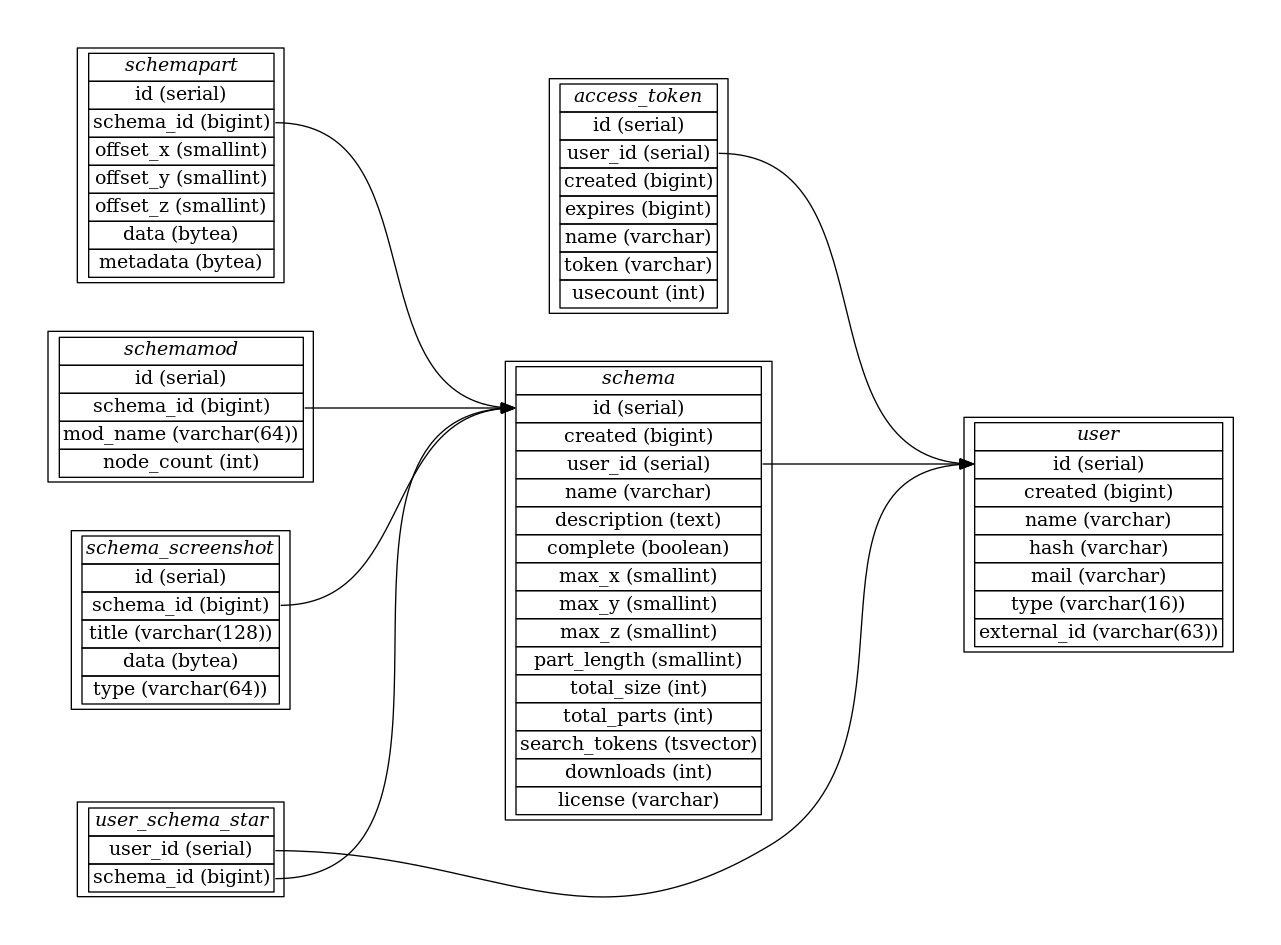 schemapart
id (serial)
schema_id (bigint)
offset_x (smallint)
offset_y (smallint)
offset_z (smallint)
data (bytea)
metadata (bytea)
schemamod
id (serial)
schema_id (bigint)
mod_name (varchar(64))
node_count (int)
schema_screenshot
id (serial)
schema_id (bigint)
title (varchar(128))
data (bytea)
type (varchar(64))
user_schema_star
user_id (serial)
schema_id (bigint)
access_token
id (serial)
user_id (serial)
created (bigint)
expires (bigint)
name (varchar)
token (varchar)
usecount (int)
schema
id (serial)
created (bigint)
user_id (serial)
name (varchar)
description (text)
complete (boolean)
max_x (smallint)
max_y (smallint)
max_z (smallint)
part_length (smallint)
total_size (int)
total_parts (int)
search_tokens (tsvector)
downloads (int)
license (varchar)
user
id (serial)
created (bigint)
name (varchar)
hash (varchar)
mail (varchar)
type (varchar(16))
external_id (varchar(63))